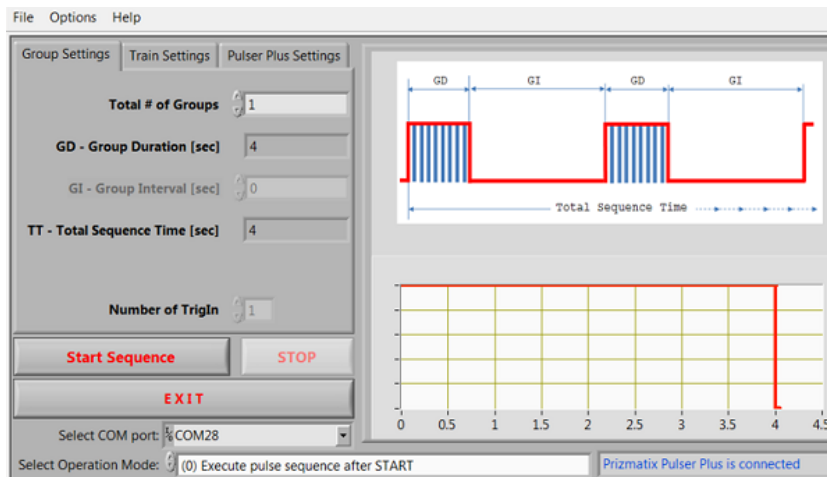 File Options Help
Group Settings Train Settings Pulser Plus Settings
Total # of Groups 1
GD - Group Duration [sec] 4
GI - Group Interval [sec] 0
TT - Total Sequence Time [sec] 4
Number of TrigIn 1
Start Sequence STOP
EXIT
Select COM port: COM28
Select Operation Mode: (0) Execute pulse sequence after START
GD GI GD GI
Total Sequence Time
0 0.5 1 1.5 2 2.5 3 3.5 4 4.5
Prizmatix Pulser Plus is connected